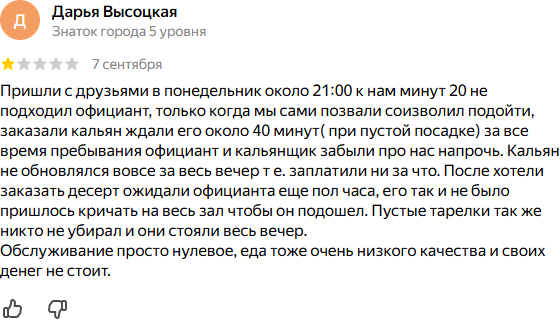 Д
Дарья Высоцкая
Знаток города 5 уровня
7 сентября
Пришли с друзьями в понедельник около 21:00 к нам минут 20 не
подходил официант, только когда мы сами позвали соизволил подойти,
заказали кальян ждали его около 40 минут( при пустой посадке) за все
время пребывания официант и кальянщик забыли про нас напрочь. Кальян
не обновлялся вовсе за весь вечер т е. заплатили ни за что. После хотели
заказать десерт ожидали официанта еще пол часа, его так и не было
пришлось кричать на весь зал чтобы он подошел. Пустые тарелки так же
никто не убирал и они стояли весь вечер.
Обслуживание просто нулевое, еда тоже очень низкого качества и своих
денег не стоит.